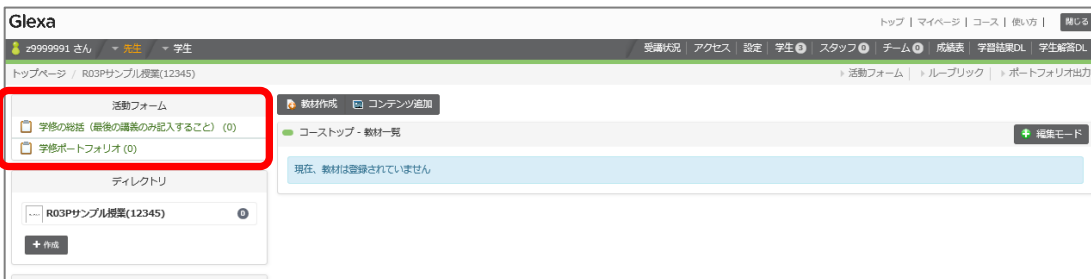 Glexa
トップ | マイページ | コース | 使い方 | 閉じる
z9999991 さん / 先生 / 学生
受講状況 | アクセス | 設定 | 学生 3 | スタッフ 0 | チーム 0 | 成績表 | 学習結果DL | 学生解答DL
トップページ / R03Pサンプル授業(12345)
活動フォーム | ルーブリック | ポートフォリオ出力
活動フォーム
学修の総括（最後の講義のみ記入すること） (0)
学修ポートフォリオ (0)
教材作成 コンテンツ追加
コーストップ - 教材一覧
編集モード
現在、教材は登録されていません
ディレクトリ
R03Pサンプル授業(12345) 0
+ 作成